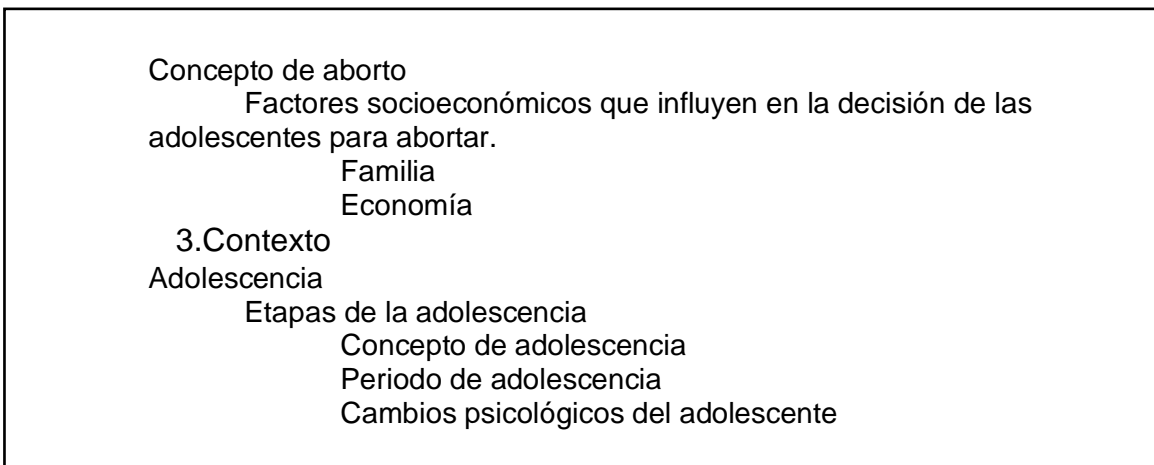 Concepto de aborto
Factores socioeconómicos que influyen en la decisión de las
adolescentes para abortar.
Familia
Economía
3.Contexto
Adolescencia
Etapas de la adolescencia
Concepto de adolescencia
Periodo de adolescencia
Cambios psicológicos del adolescente